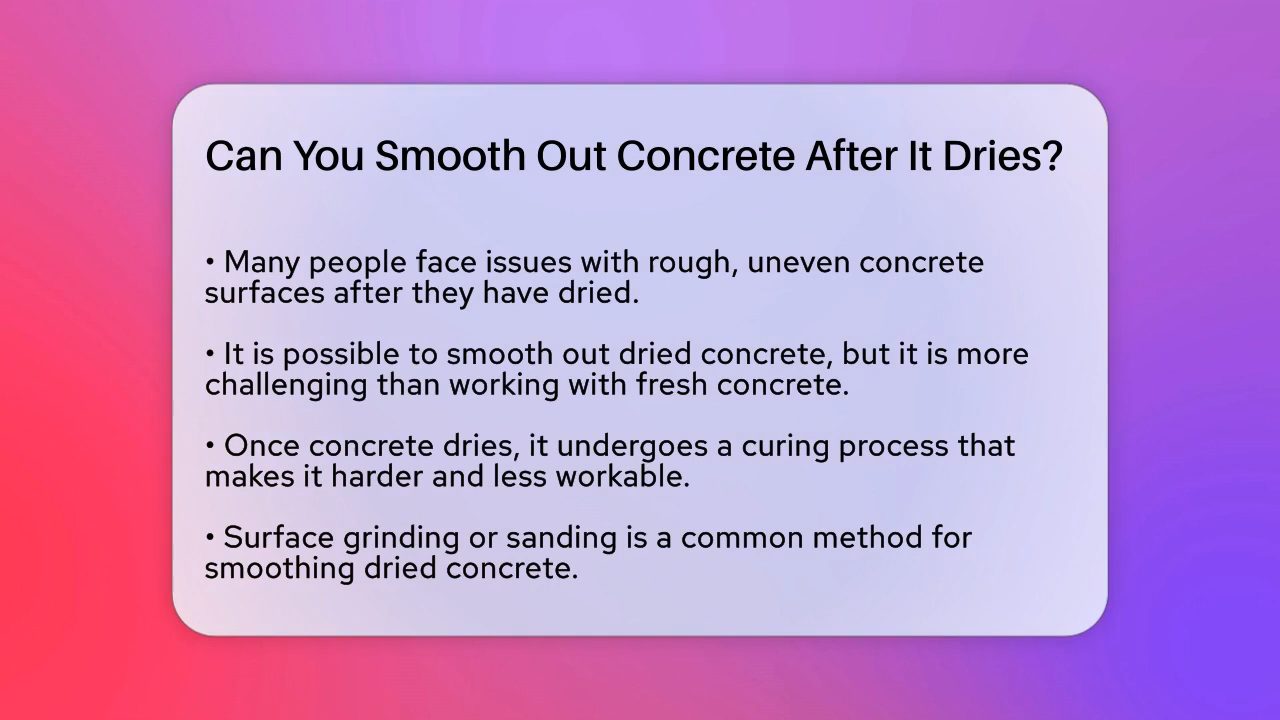 Can You Smooth Out Concrete After It Dries?
• Many people face issues with rough, uneven concrete
surfaces after they have dried.
• It is possible to smooth out dried concrete, but it is more
challenging than working with fresh concrete.
• Once concrete dries, it undergoes a curing process that
makes it harder and less workable.
• Surface grinding or sanding is a common method for
smoothing dried concrete.